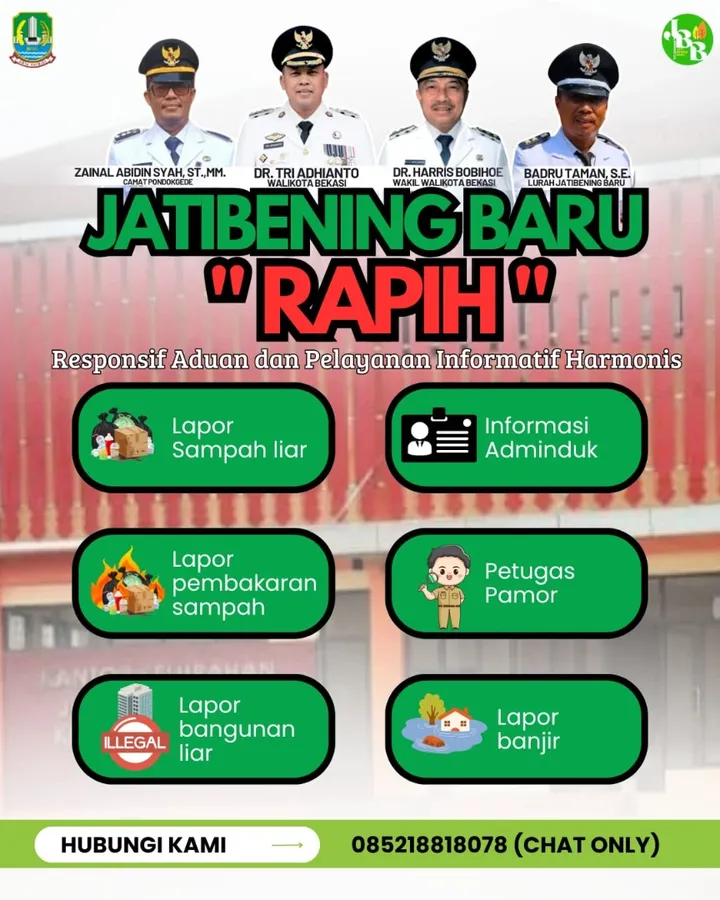 JBB
ZAINAL ABIDIN SYAH, ST.,MM.
CAMAT PONDOKGEDE
DR. TRI ADHIANTO
WALIKOTA BEKASI
DR. HARRIS BOBIHOE
WAKIL WALIKOTA BEKASI
BADRU TAMAN, S.E.
LURAH JATIBENING BARU
JATIBENING BARU
" RAPIH "
Responsif Aduan dan Pelayanan Informatif Harmonis
Lapor
Sampah liar
Informasi
Adminduk
Lapor
pembakaran
sampah
Petugas
Pamor
ILLEGAL
Lapor
bangunan
liar
Lapor
banjir
HUBUNGI KAMI
085218818078 (CHAT ONLY)